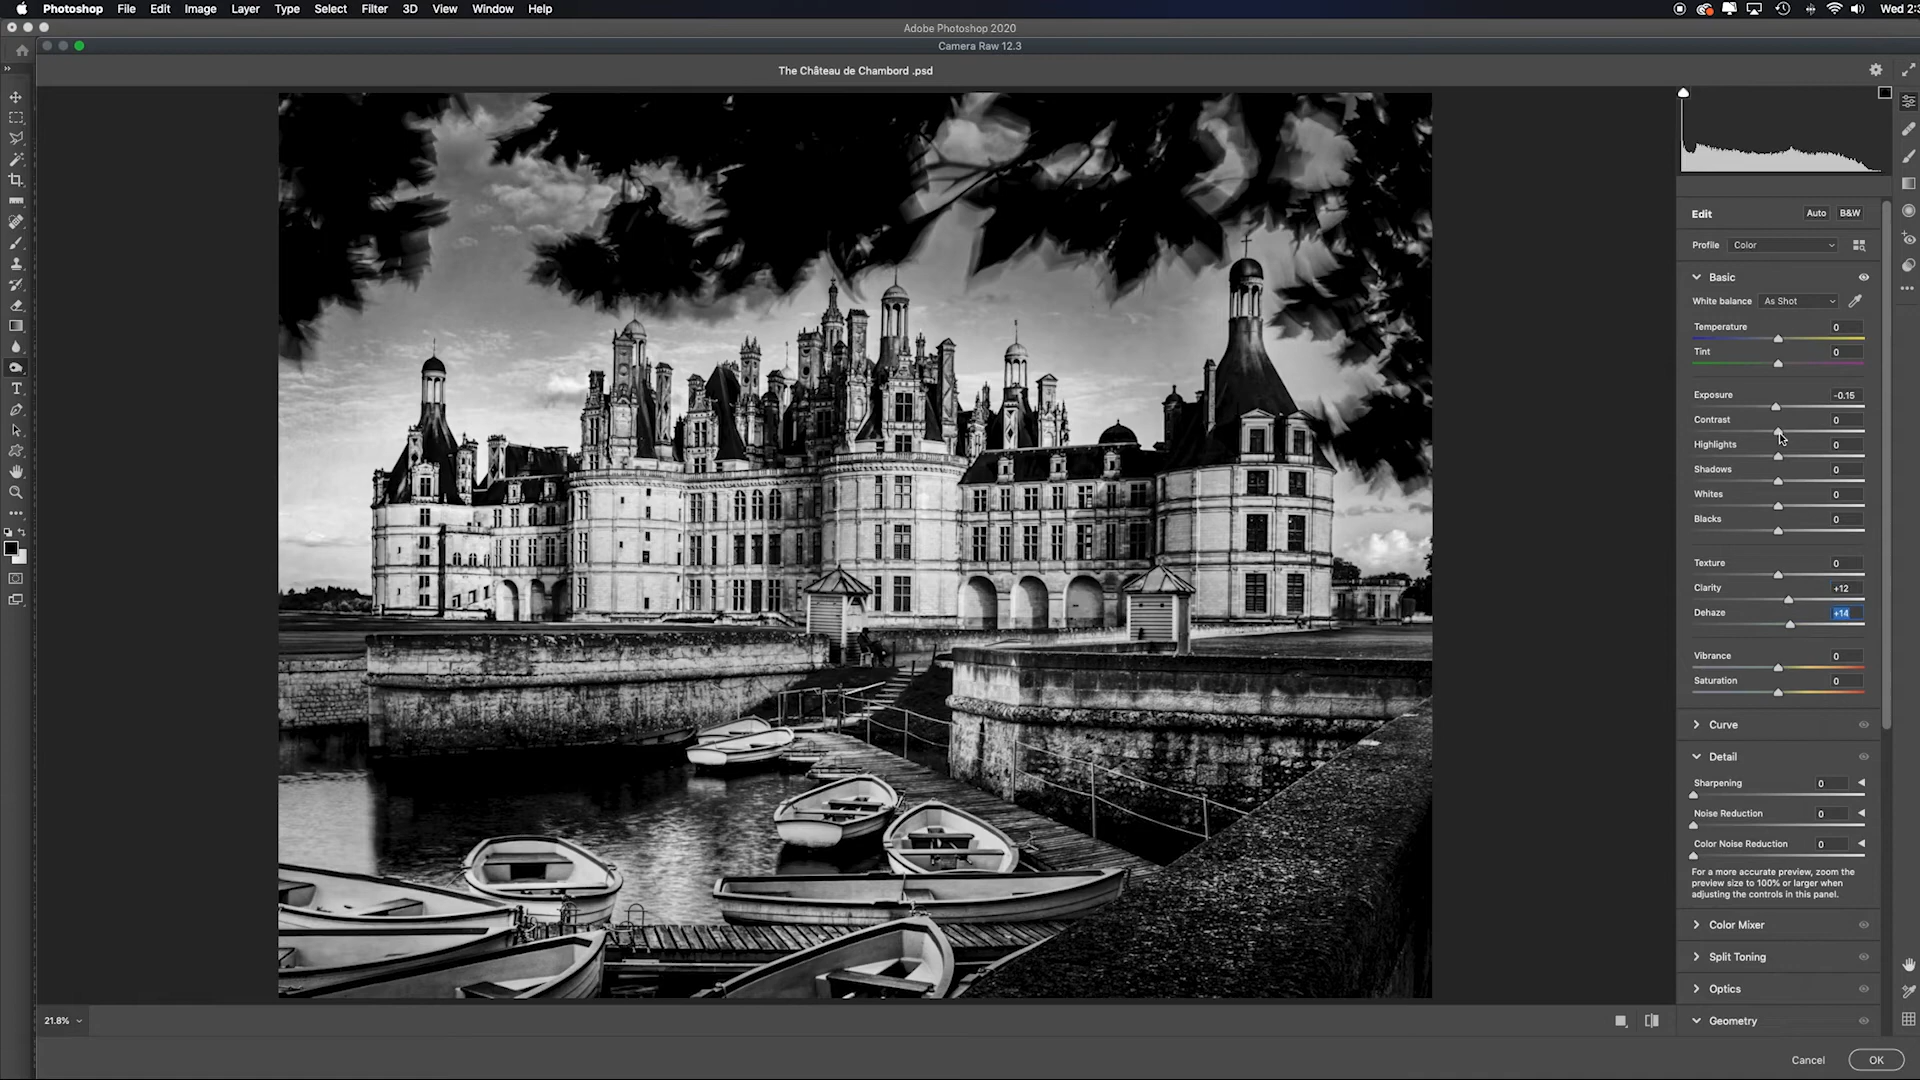 Photoshop File Edit Image Layer Type Select Filter 3D View Window Help
Adobe Photoshop 2020
Camera Raw 12.3
The Château de Chambord .psd
Edit Auto B&W
Profile Color
Basic
White balance As Shot
Temperature 0
Tint 0
Exposure -0.15
Contrast 0
Highlights 0
Shadows 0
Whites 0
Blacks 0
Texture 0
Clarity +12
Dehaze +14
Vibrance 0
Saturation 0
Curve
Detail
Sharpening 0
Noise Reduction 0
Color Noise Reduction 0
For a more accurate preview, zoom the
preview size to 100% or larger when
adjusting the controls in this panel.
Color Mixer
Split Toning
Optics
Geometry
21.8%
Cancel OK